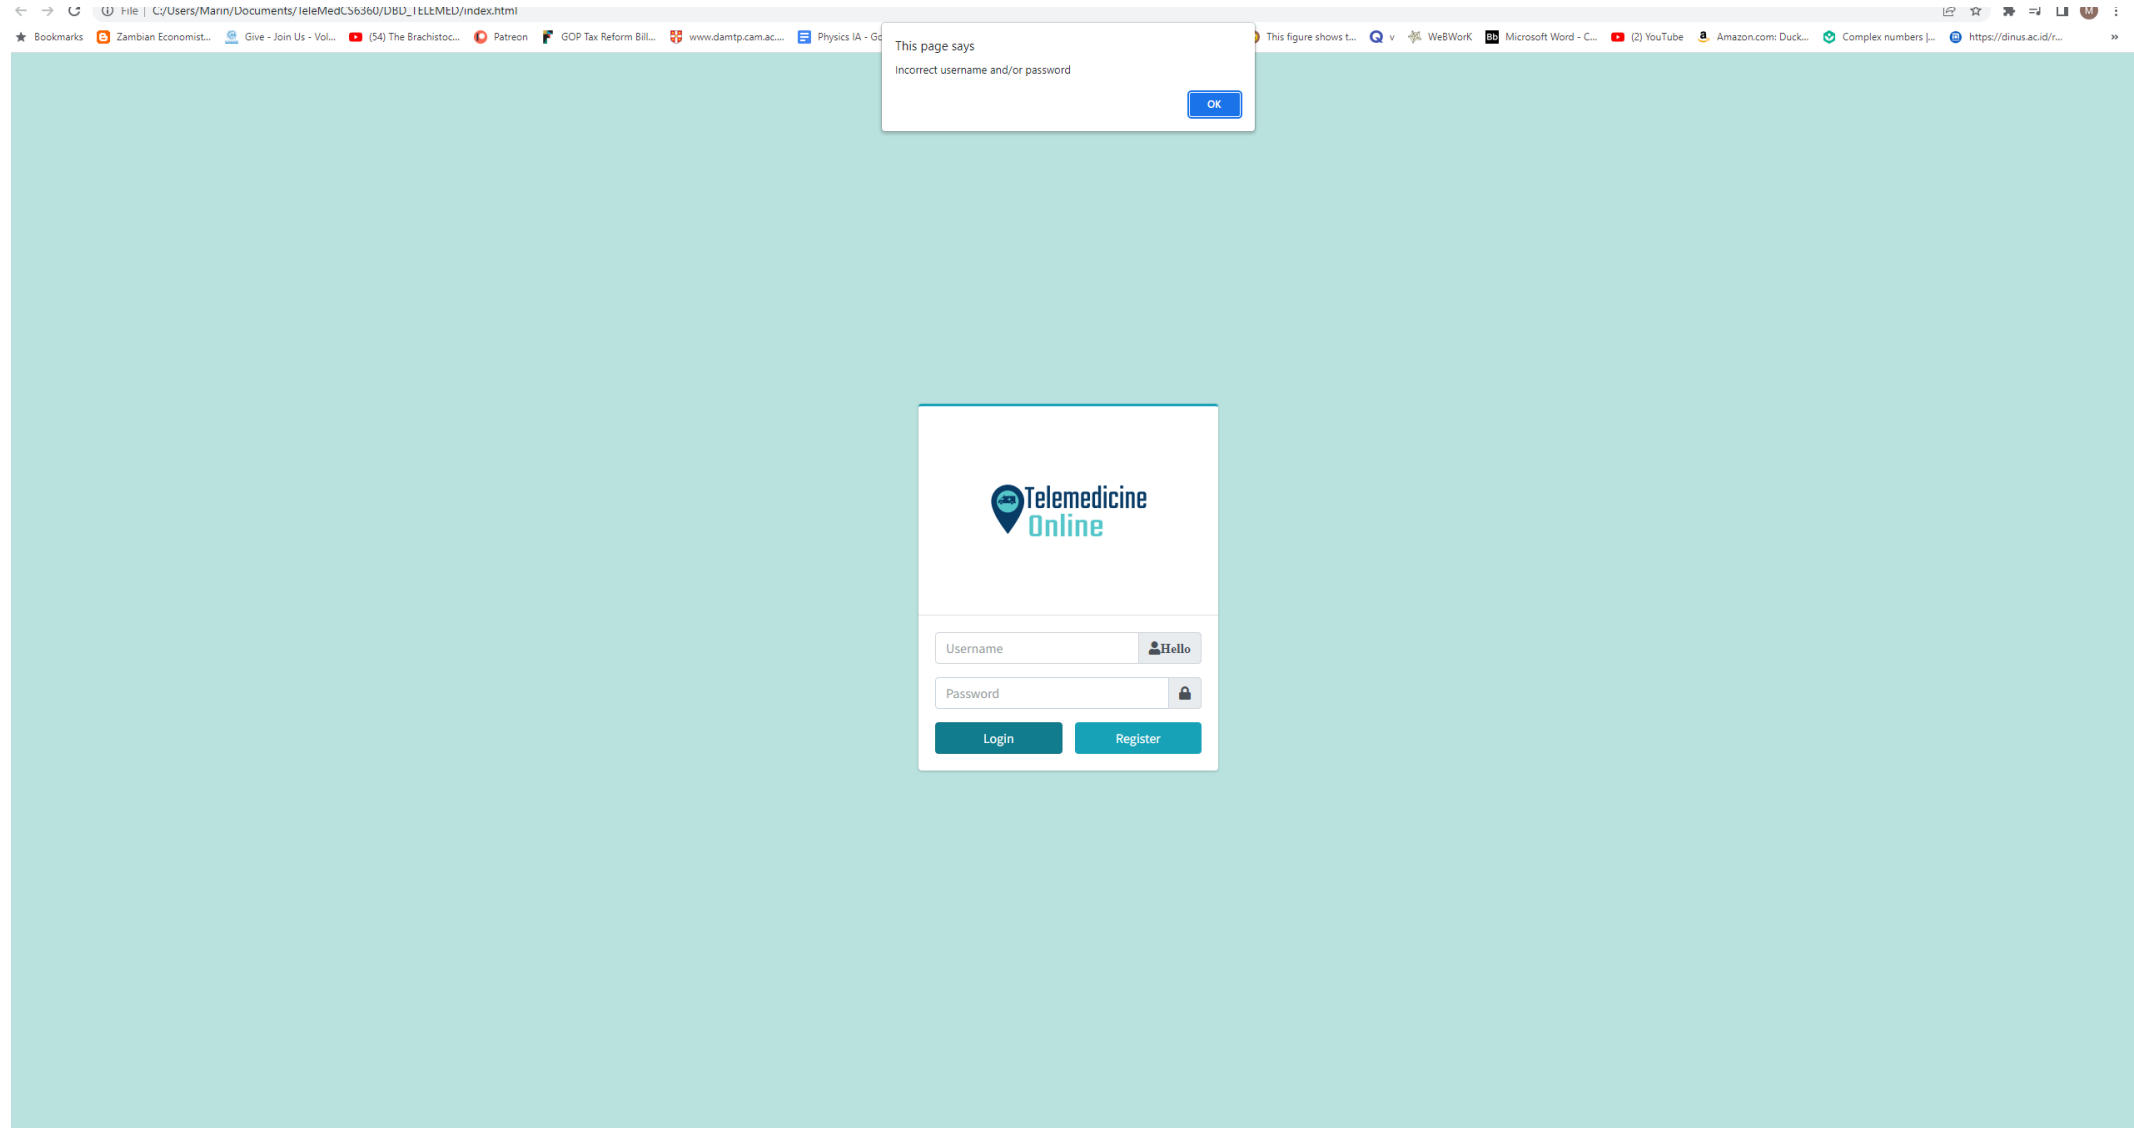 File | C:/Users/Marin/Documents/TeleMedCS6360/DBD_TELEMED/index.html
M
Bookmarks Zambian Economist... Give - Join Us - Vol... (54) The Brachistoc... Patreon GOP Tax Reform Bill... www.damtp.cam.ac.... Physics IA - Go This figure shows t... Q v WeBWorK Bb Microsoft Word - C... (2) YouTube a Amazon.com: Duck... Complex numbers |... https://dinus.ac.id/r... »
This page says
Incorrect username and/or password
OK
Telemedicine
Online
Username Hello
Password
Login Register